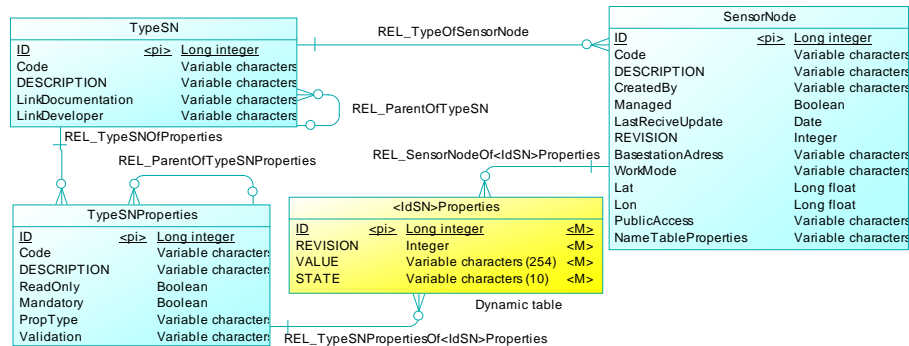 TypeSN
ID <pi> Long integer
Code Variable characters
DESCRIPTION Variable characters
LinkDocumentation Variable characters
LinkDeveloper Variable characters
REL_TypeOfSensorNode
REL_ParentOfTypeSN
SensorNode
ID <pi> Long integer
Code Variable characters
DESCRIPTION Variable characters
CreatedBy Variable characters
Managed Boolean
LastReciveUpdate Date
REVISION Integer
BasestationAdress Variable characters
WorkMode Variable characters
Lat Long float
Lon Long float
PublicAccess Variable characters
NameTableProperties Variable characters
REL_TypeSNOfProperties
REL_ParentOfTypeSNProperties
REL_SensorNodeOf<IdSN>Properties
TypeSNProperties
ID <pi> Long integer
Code Variable characters
DESCRIPTION Variable characters
ReadOnly Boolean
Mandatory Boolean
PropType Variable characters
Validation Variable characters
<IdSN>Properties
ID <pi> Long integer <M>
REVISION Integer <M>
VALUE Variable characters (254) <M>
STATE Variable characters (10) <M>
Dynamic table
REL_TypeSNPropertiesOf<IdSN>Properties